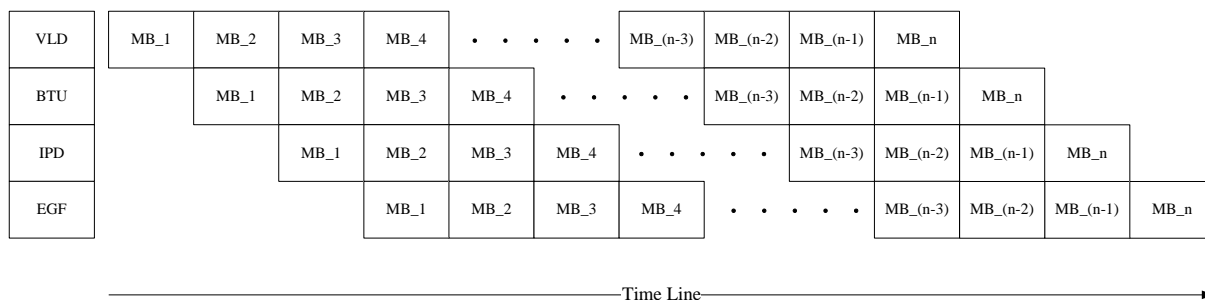 VLD MB_1 MB_2 MB_3 MB_4 . . . . . MB_(n-3) MB_(n-2) MB_(n-1) MB_n
BTU MB_1 MB_2 MB_3 MB_4 . . . . . MB_(n-3) MB_(n-2) MB_(n-1) MB_n
IPD MB_1 MB_2 MB_3 MB_4 . . . . . MB_(n-3) MB_(n-2) MB_(n-1) MB_n
EGF MB_1 MB_2 MB_3 MB_4 . . . . . MB_(n-3) MB_(n-2) MB_(n-1) MB_n
Time Line